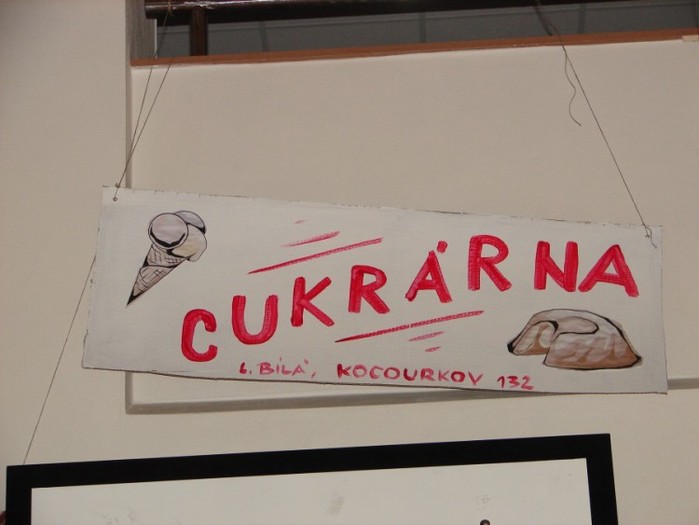 CUKRÁRNA
L. BÍLÁ, KOCOURKOV 132